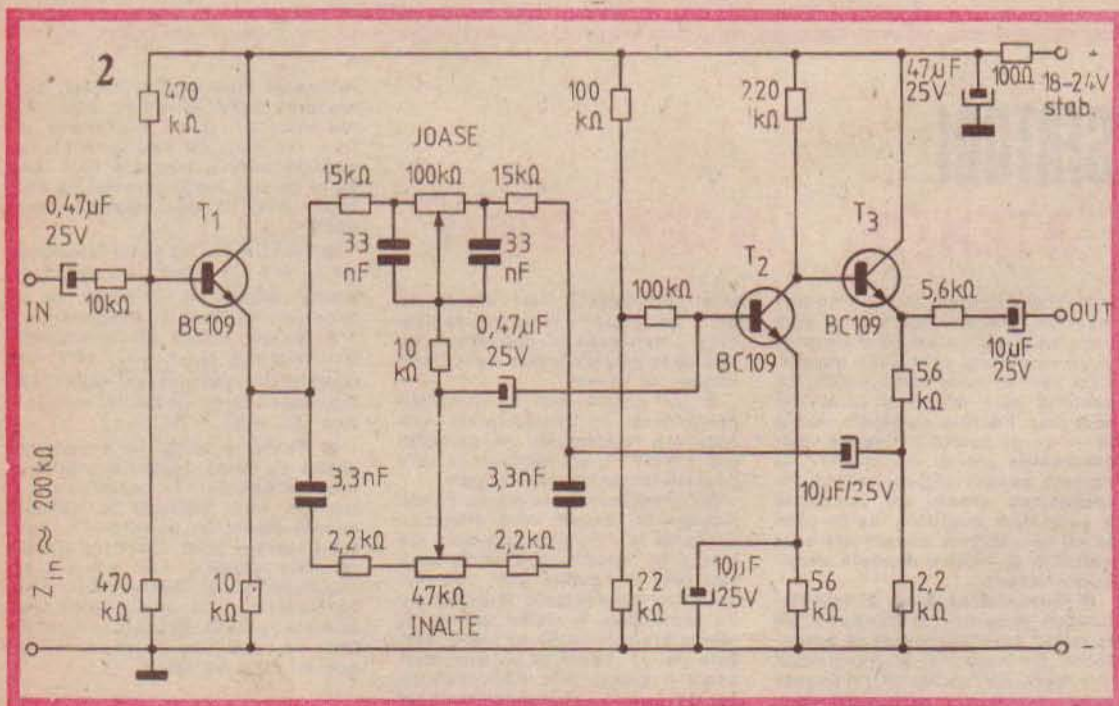 2
470
kΩ
0,47µF
25V
IN
10kΩ
T1
BC109
Zin ≈ 200kΩ
470
kΩ
10
kΩ
JOASE
15kΩ
100kΩ
15kΩ
33
nF
33
nF
10
kΩ
0,47µF
25V
3,3nF
3,3nF
2,2kΩ
2,2kΩ
47kΩ
INALTE
100
kΩ
100kΩ
22
kΩ
220
kΩ
T2
BC109
T3
BC109
10µF
25V
56
kΩ
47µF
25V
100Ω
+
18-24V
stab.
5,6kΩ
OUT
10µF
25V
5,6
kΩ
10µF/25V
2,2
kΩ
-